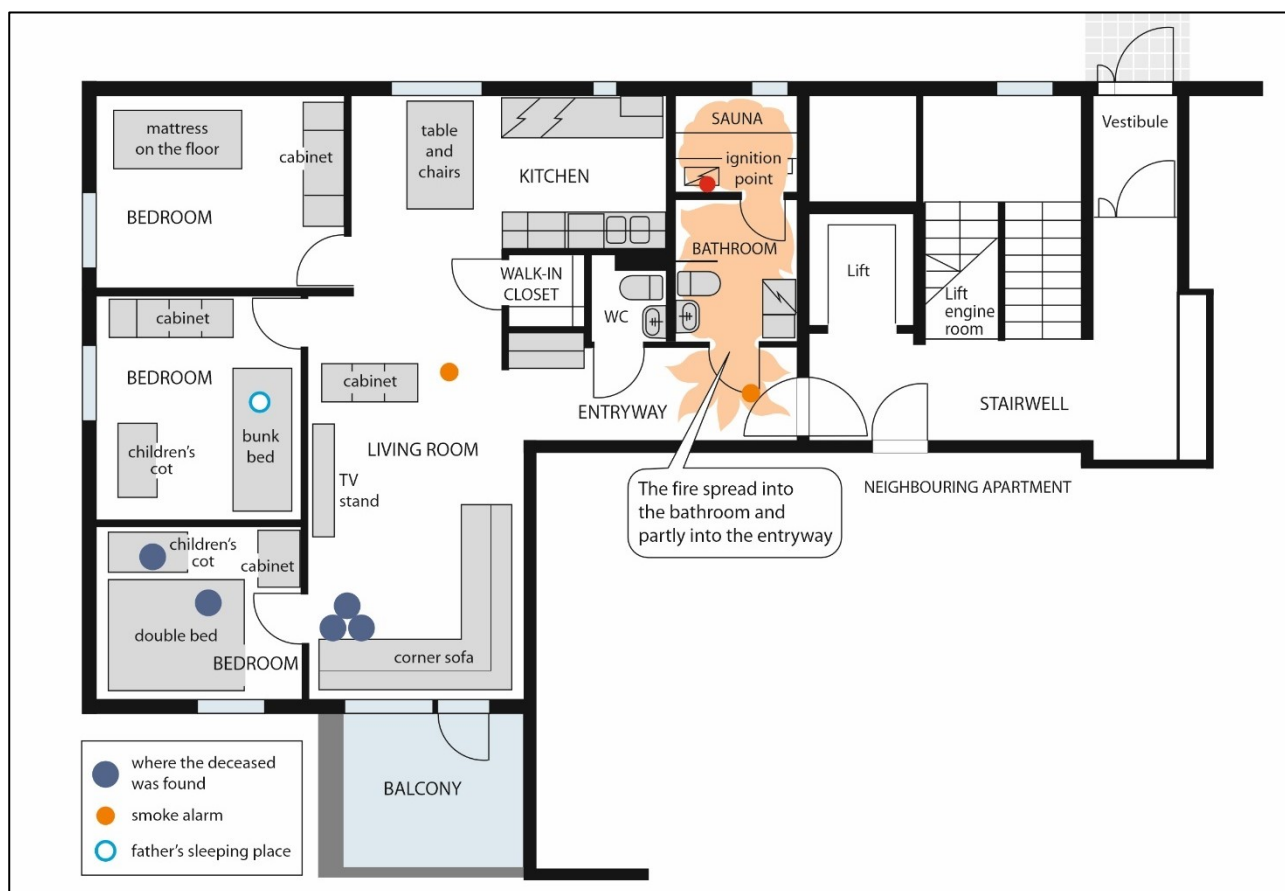 mattress
on the floor
cabinet
BEDROOM
table
and
chairs
KITCHEN
SAUNA
ignition
point
Vestibule
BATHROOM
WALK-IN
CLOSET
WC
Lift
Lift
engine
room
cabinet
BEDROOM
children's
cot
bunk
bed
cabinet
ENTRYWAY
STAIRWELL
LIVING ROOM
TV
stand
The fire spread into
the bathroom and
partly into the entryway
NEIGHBOURING APARTMENT
children's
cot
cabinet
double bed
BEDROOM
corner sofa
BALCONY
where the deceased
was found
smoke alarm
father's sleeping place